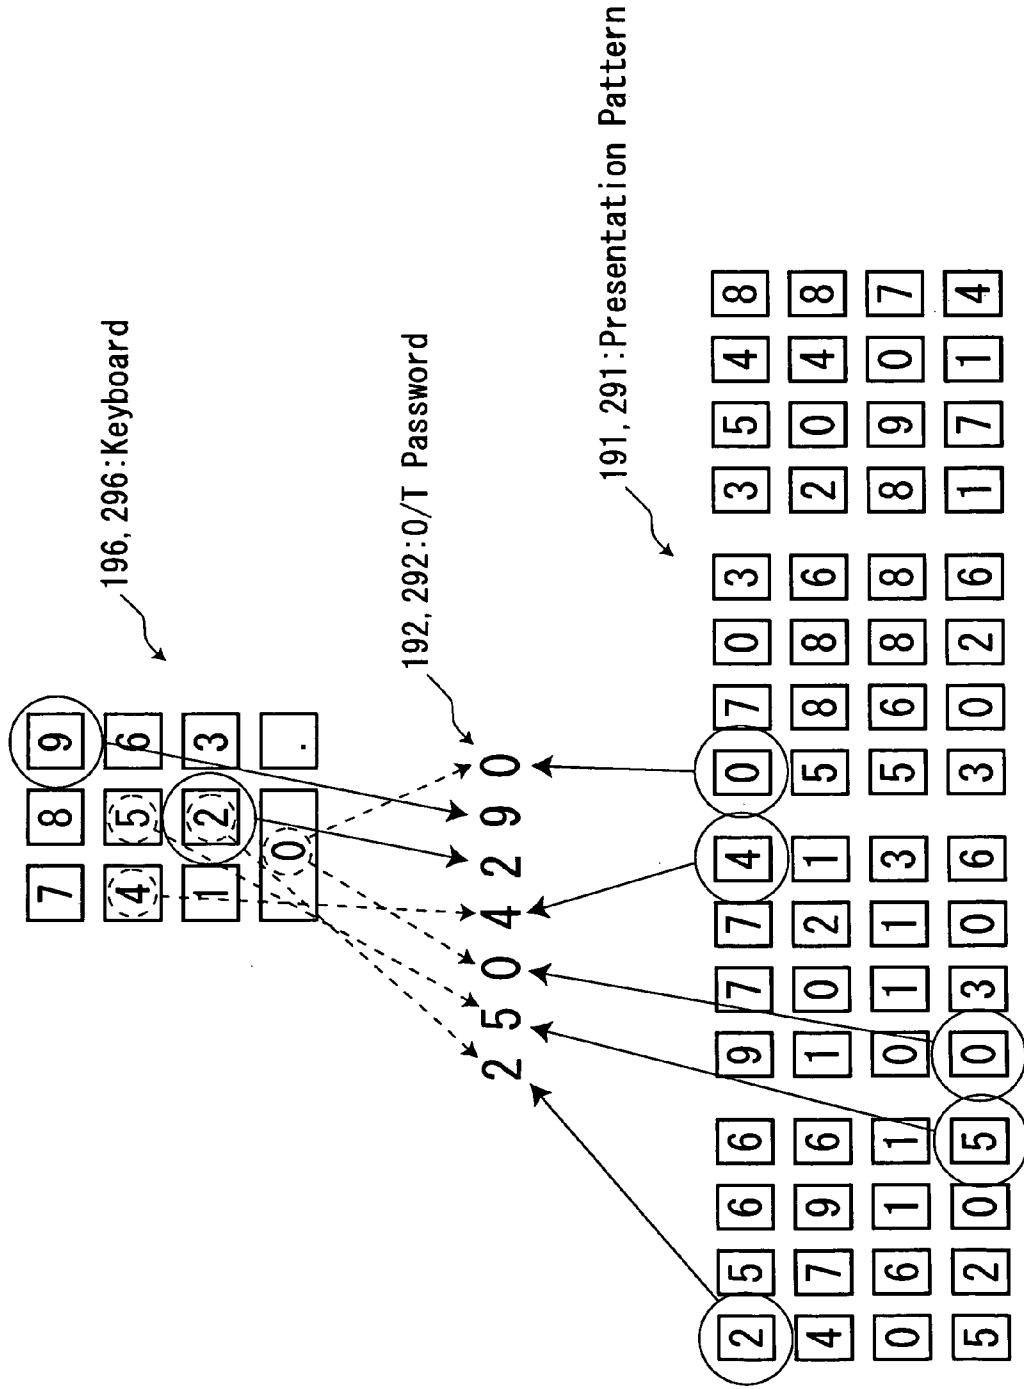 7 8 9
196,296:Keyboard
4 5 6
1 2 3
0 .
192,292:O/T Password
2 5 0 4 2 9 0
191,291:Presentation Pattern
2 5 6 6 9 7 7 4 0 7 0 3 3 5 4 8
4 7 9 6 1 0 2 1 5 8 8 6 2 0 4 8
0 6 1 1 0 1 1 3 5 6 8 8 8 9 0 7
5 2 0 5 0 3 0 6 3 0 2 6 1 7 1 4